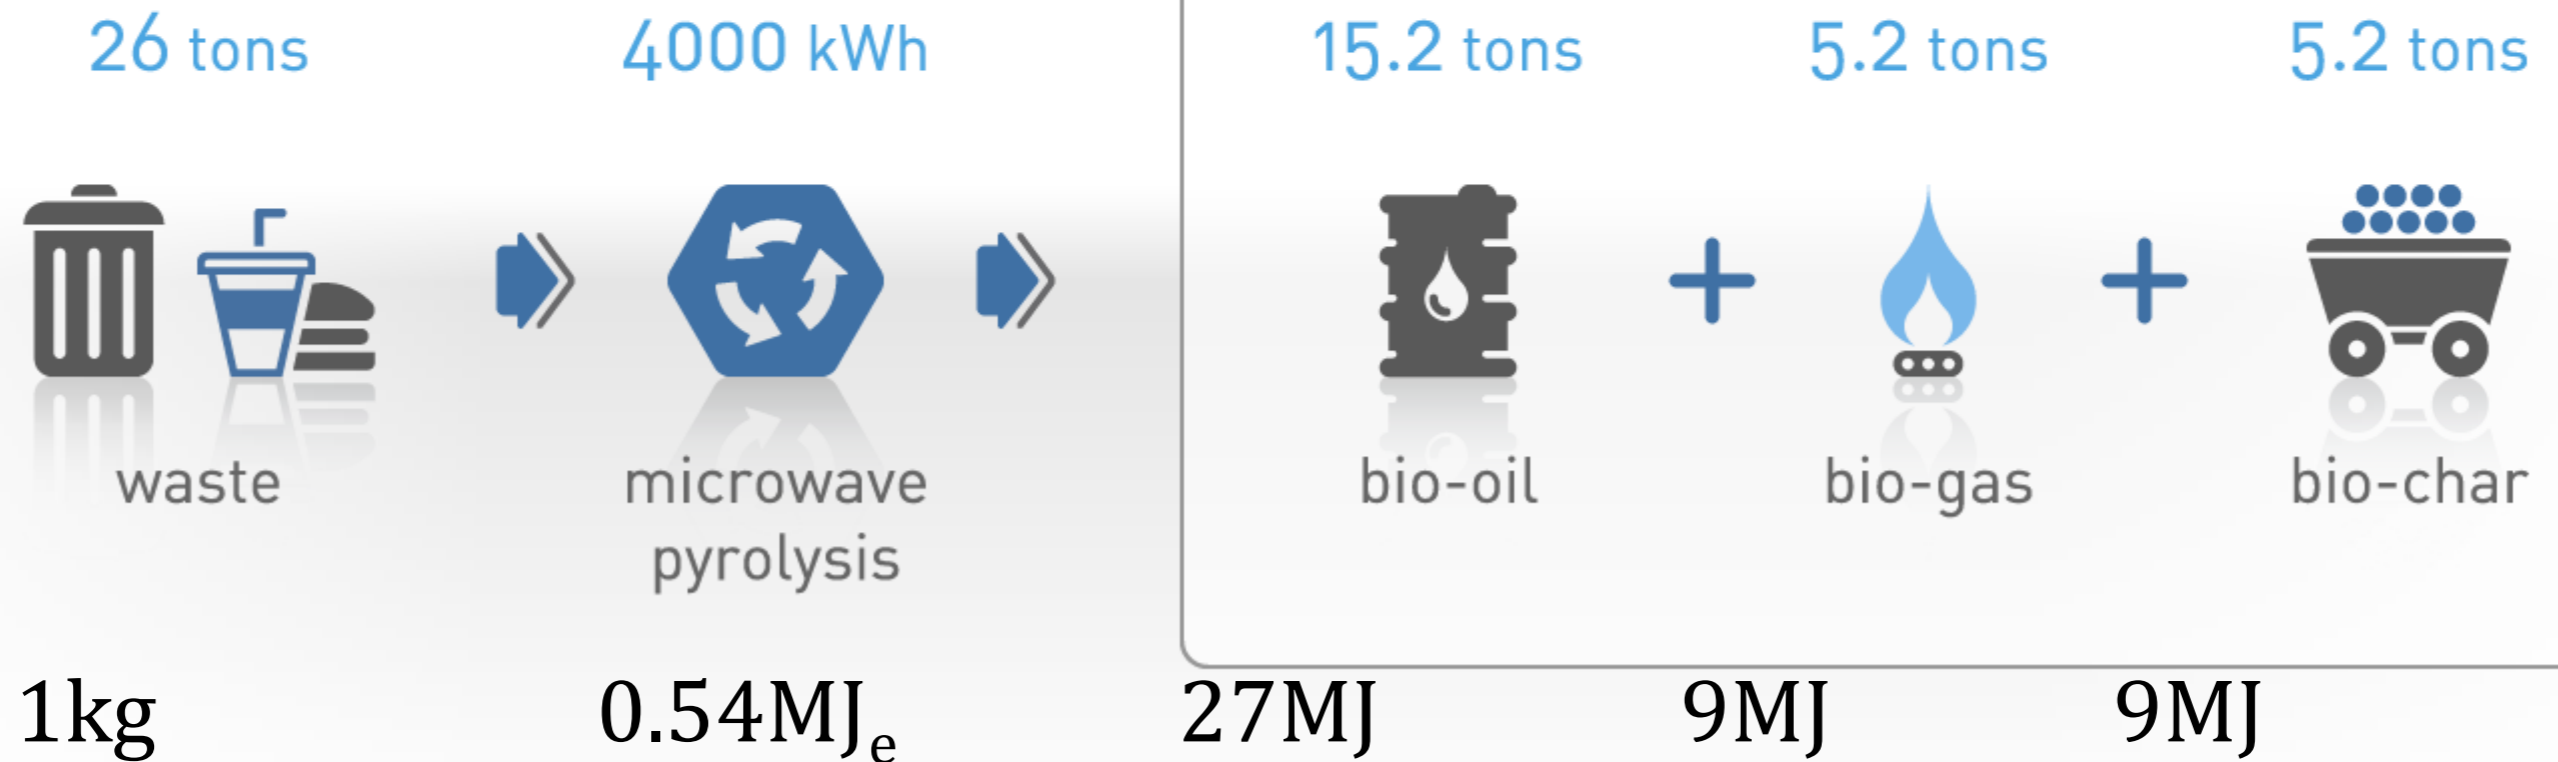 26 tons
4000 kWh
15.2 tons
5.2 tons
5.2 tons
waste
microwave
pyrolysis
bio-oil
bio-gas
bio-char
1kg
0.54MJe
27MJ
9MJ
9MJ